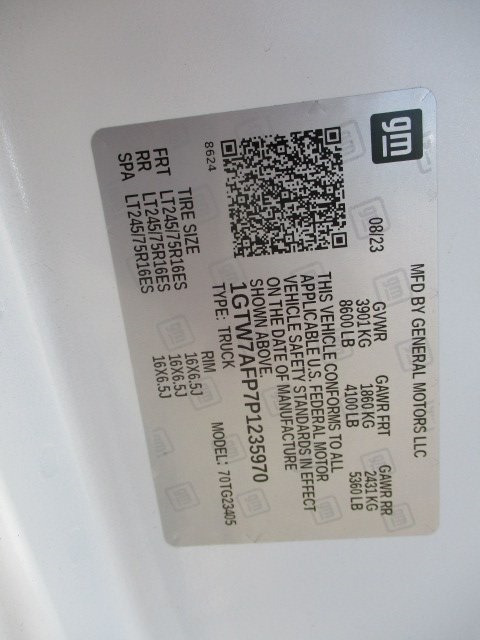 gm
MFD BY GENERAL MOTORS LLC
08/23
GVWR GAWR FRT GAWR RR
3901KG 1860 KG 2431 KG
8600 LB 4100 LB 5360 LB
THIS VEHICLE CONFORMS TO ALL
APPLICABLE U.S. FEDERAL MOTOR
VEHICLE SAFETY STANDARDS IN EFFECT
ON THE DATE OF MANUFACTURE
SHOWN ABOVE.
1GTW7AFP7P1235970
TYPE: TRUCK MODEL: 70TG23405
8624
TIRE SIZE RIM
FRT LT245/75R16ES 16X6.5J
RR LT245/75R16ES 16X6.5J
SPA LT245/75R16ES 16X6.5J